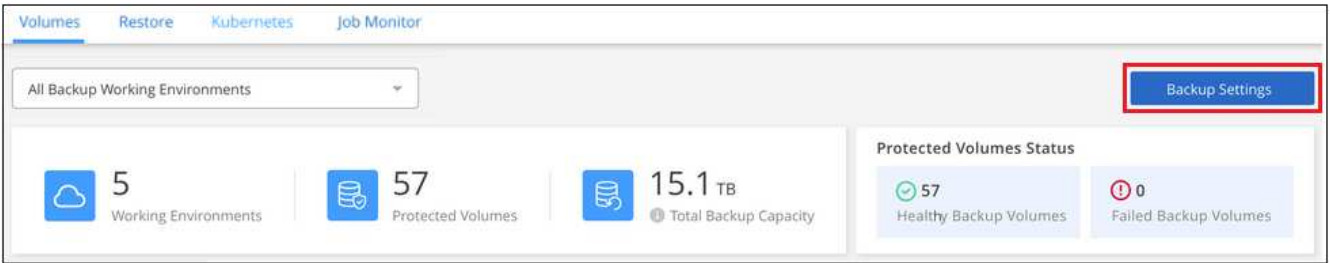 Volumes Restore Kubernetes Job Monitor
All Backup Working Environments
Backup Settings
5
Working Environments
57
Protected Volumes
15.1 TB
Total Backup Capacity
Protected Volumes Status
57
Healthy Backup Volumes
0
Failed Backup Volumes